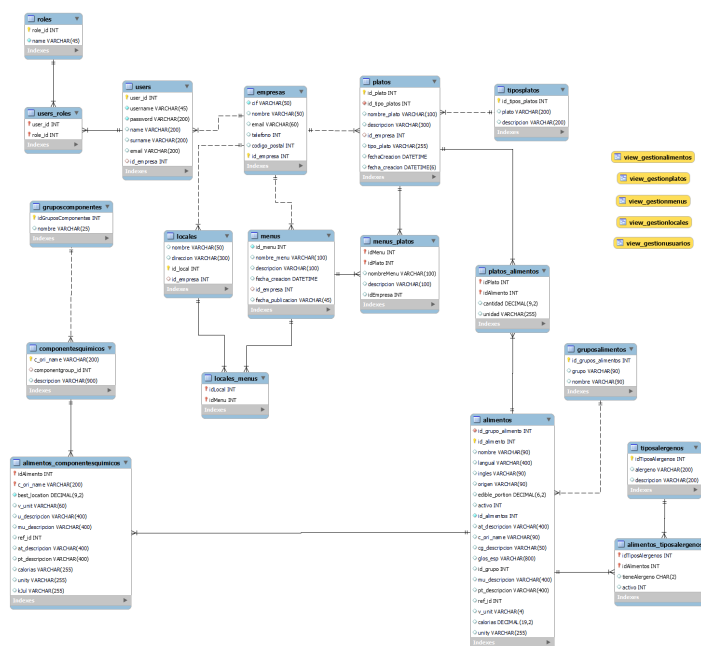 roles
role_id INT
name VARCHAR(45)
Indexes
users_roles
user_id INT
role_id INT
Indexes
users
user_id INT
username VARCHAR(45)
password VARCHAR(200)
name VARCHAR(200)
surname VARCHAR(200)
email VARCHAR(200)
id_empresa INT
Indexes
empresas
cif VARCHAR(50)
nombre VARCHAR(50)
email VARCHAR(60)
telefono INT
codigo_postal INT
id_empresa INT
Indexes
platos
id_plato INT
id_tipo_platos INT
nombre_plato VARCHAR(100)
descripcion VARCHAR(300)
id_empresa INT
tipo_plato VARCHAR(255)
fechaCreacion DATETIME
fecha_creacion DATETIME(6)
Indexes
tiposplatos
id_tipos_platos INT
plato VARCHAR(200)
descripcion VARCHAR(200)
Indexes
view_gestionalimentos
view_gestionplatos
view_gestionmenus
view_gestionlocales
view_gestionusuarios
gruposcomponentes
idGruposComponentes INT
nombre VARCHAR(25)
Indexes
locales
nombre VARCHAR(50)
direccion VARCHAR(300)
id_local INT
id_empresa INT
Indexes
menus
id_menu INT
nombre_menu VARCHAR(100)
descripcion VARCHAR(100)
fecha_creacion DATETIME
id_empresa INT
fecha_publicacion VARCHAR(45)
Indexes
menus_platos
idMenu INT
idPlato INT
nombreMenu VARCHAR(100)
descripcion VARCHAR(100)
idEmpresa INT
Indexes
platos_alimentos
idPlato INT
idAlimento INT
cantidad DECIMAL(9,2)
unidad VARCHAR(255)
Indexes
componentesquimicos
c_ori_name VARCHAR(200)
componentgroup_id INT
descripcion VARCHAR(900)
Indexes
locales_menus
idLocal INT
idMenu INT
Indexes
gruposalimentos
id_grupos_alimentos INT
grupo VARCHAR(90)
nombre VARCHAR(90)
Indexes
alimentos_componentesquimicos
idAlimento INT
c_ori_name VARCHAR(200)
best_location DECIMAL(9,2)
v_unit VARCHAR(60)
u_descripcion VARCHAR(400)
mu_descripcion VARCHAR(400)
ref_id INT
at_descripcion VARCHAR(400)
pt_descripcion VARCHAR(400)
calorias VARCHAR(255)
unity VARCHAR(255)
kJul VARCHAR(255)
Indexes
alimentos
id_grupo_alimento INT
id_alimento INT
nombre VARCHAR(90)
langual VARCHAR(400)
ingles VARCHAR(90)
origen VARCHAR(90)
edible_portion DECIMAL(6,2)
activo INT
id_alimentos INT
at_descripcion VARCHAR(400)
c_ori_name VARCHAR(90)
cg_descripcion VARCHAR(50)
glos_esp VARCHAR(800)
id_grupo INT
mu_descripcion VARCHAR(400)
pt_descripcion VARCHAR(400)
ref_id INT
v_unit VARCHAR(4)
calorias DECIMAL(19,2)
unity VARCHAR(255)
Indexes
tiposalergenos
idTiposAlergenos INT
alergeno VARCHAR(200)
descripcion VARCHAR(200)
Indexes
alimentos_tiposalergenos
idTiposAlergenos INT
idAlimentos INT
tieneAlergeno CHAR(2)
activo INT
Indexes